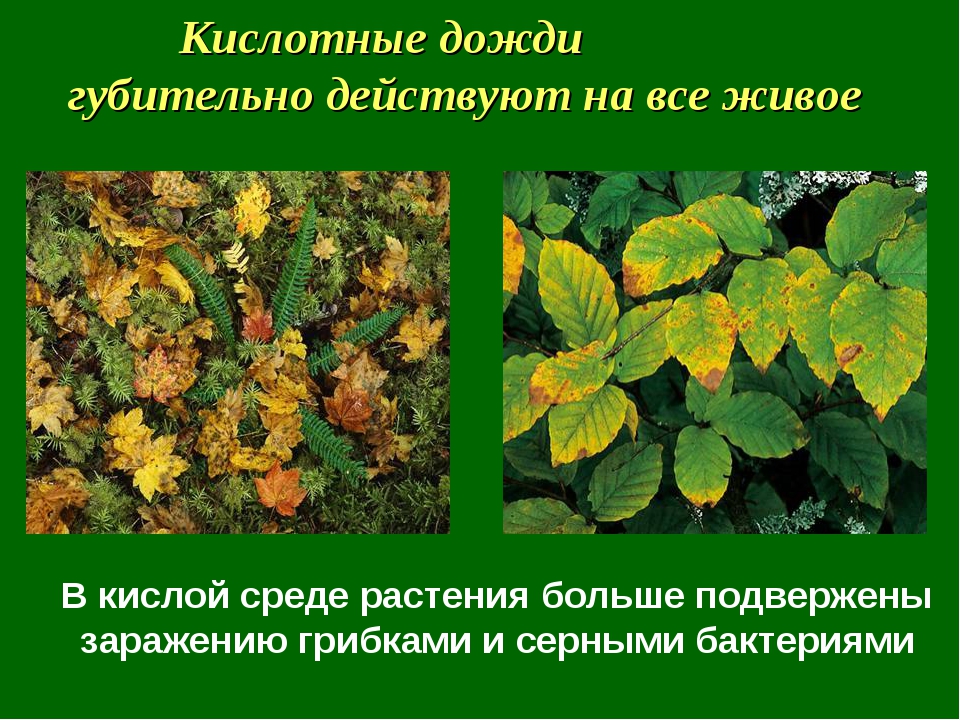 Кислотные дожди
губительно действуют на все живое
В кислой среде растения больше подвержены
заражению грибками и серными бактериями